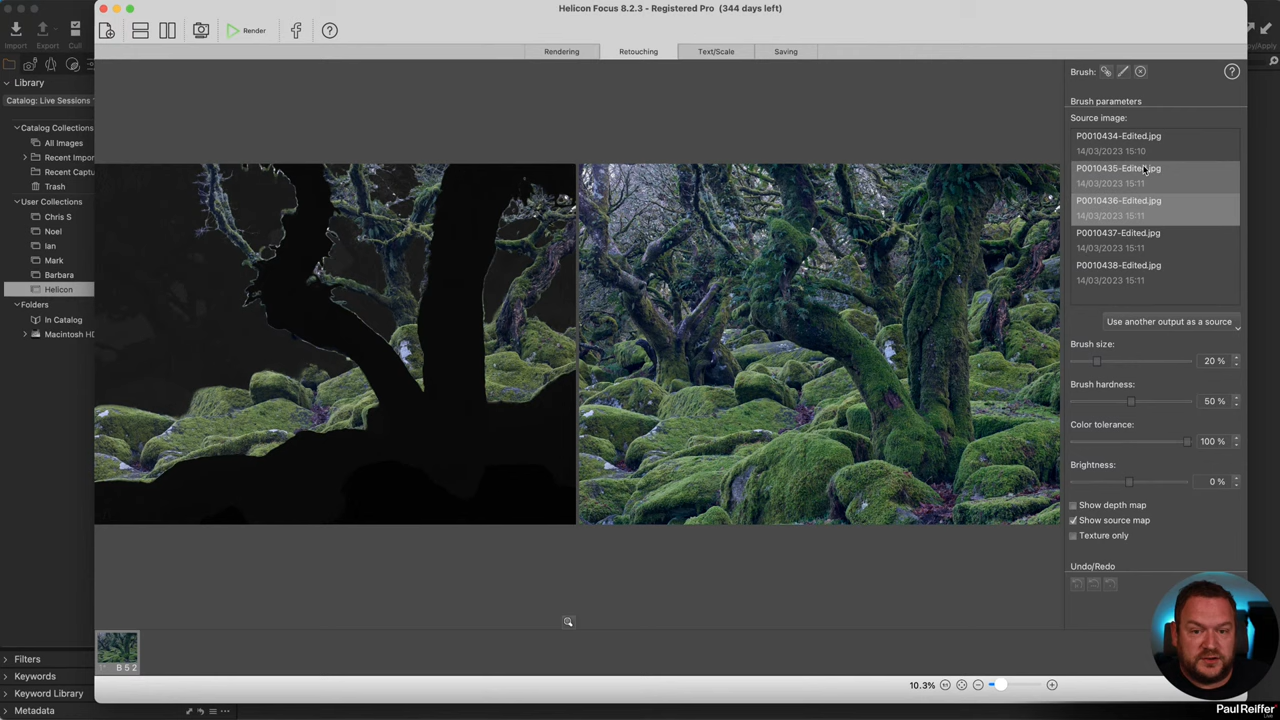 Helicon Focus 8.2.3 - Registered Pro  (344 days left)
Import
Export
Cull
Render
Rendering
Retouching
Text/Scale
Saving
Library
Catalog: Live Sessions
Catalog Collections
All Images
Recent Impor
Recent Captu
Trash
User Collections
Chris S
Noel
Ian
Mark
Barbara
Helicon
Folders
In Catalog
Macintosh HD
Filters
Keywords
Keyword Library
Metadata
Brush:
Brush parameters
Source image:
P0010434-Edited.jpg
14/03/2023 15:10
P0010435-Edited.jpg
14/03/2023 15:11
P0010436-Edited.jpg
14/03/2023 15:11
P0010437-Edited.jpg
14/03/2023 15:11
P0010438-Edited.jpg
14/03/2023 15:11
Use another output as a source
Brush size:
20 %
Brush hardness:
50 %
Color tolerance:
100 %
Brightness:
0 %
Show depth map
Show source map
Texture only
Undo/Redo
B 5 2
10.3%
Paul Reiffer
Live